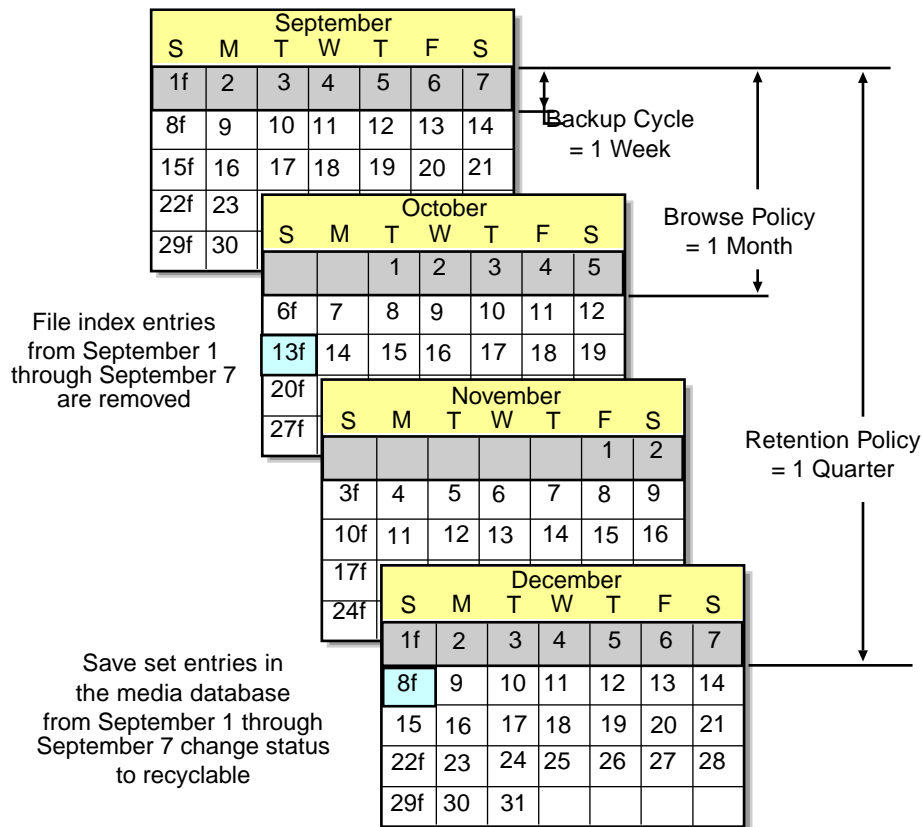 September
S M T W T F S
1f 2 3 4 5 6 7
8f 9 10 11 12 13 14
15f 16 17 18 19 20 21
22f 23
29f 30
Backup Cycle
= 1 Week
Browse Policy
= 1 Month
Retention Policy
= 1 Quarter
October
S M T W T F S
1 2 3 4 5
6f 7 8 9 10 11 12
13f 14 15 16 17 18 19
20f
27f
File index entries
from September 1
through September 7
are removed
November
S M T W T F S
1 2
3f 4 5 6 7 8 9
10f 11 12 13 14 15 16
17f
24f
December
S M T W T F S
1f 2 3 4 5 6 7
8f 9 10 11 12 13 14
15 16 17 18 19 20 21
22f 23 24 25 26 27 28
29f 30 31
Save set entries in
the media database
from September 1 through
September 7 change status
to recyclable